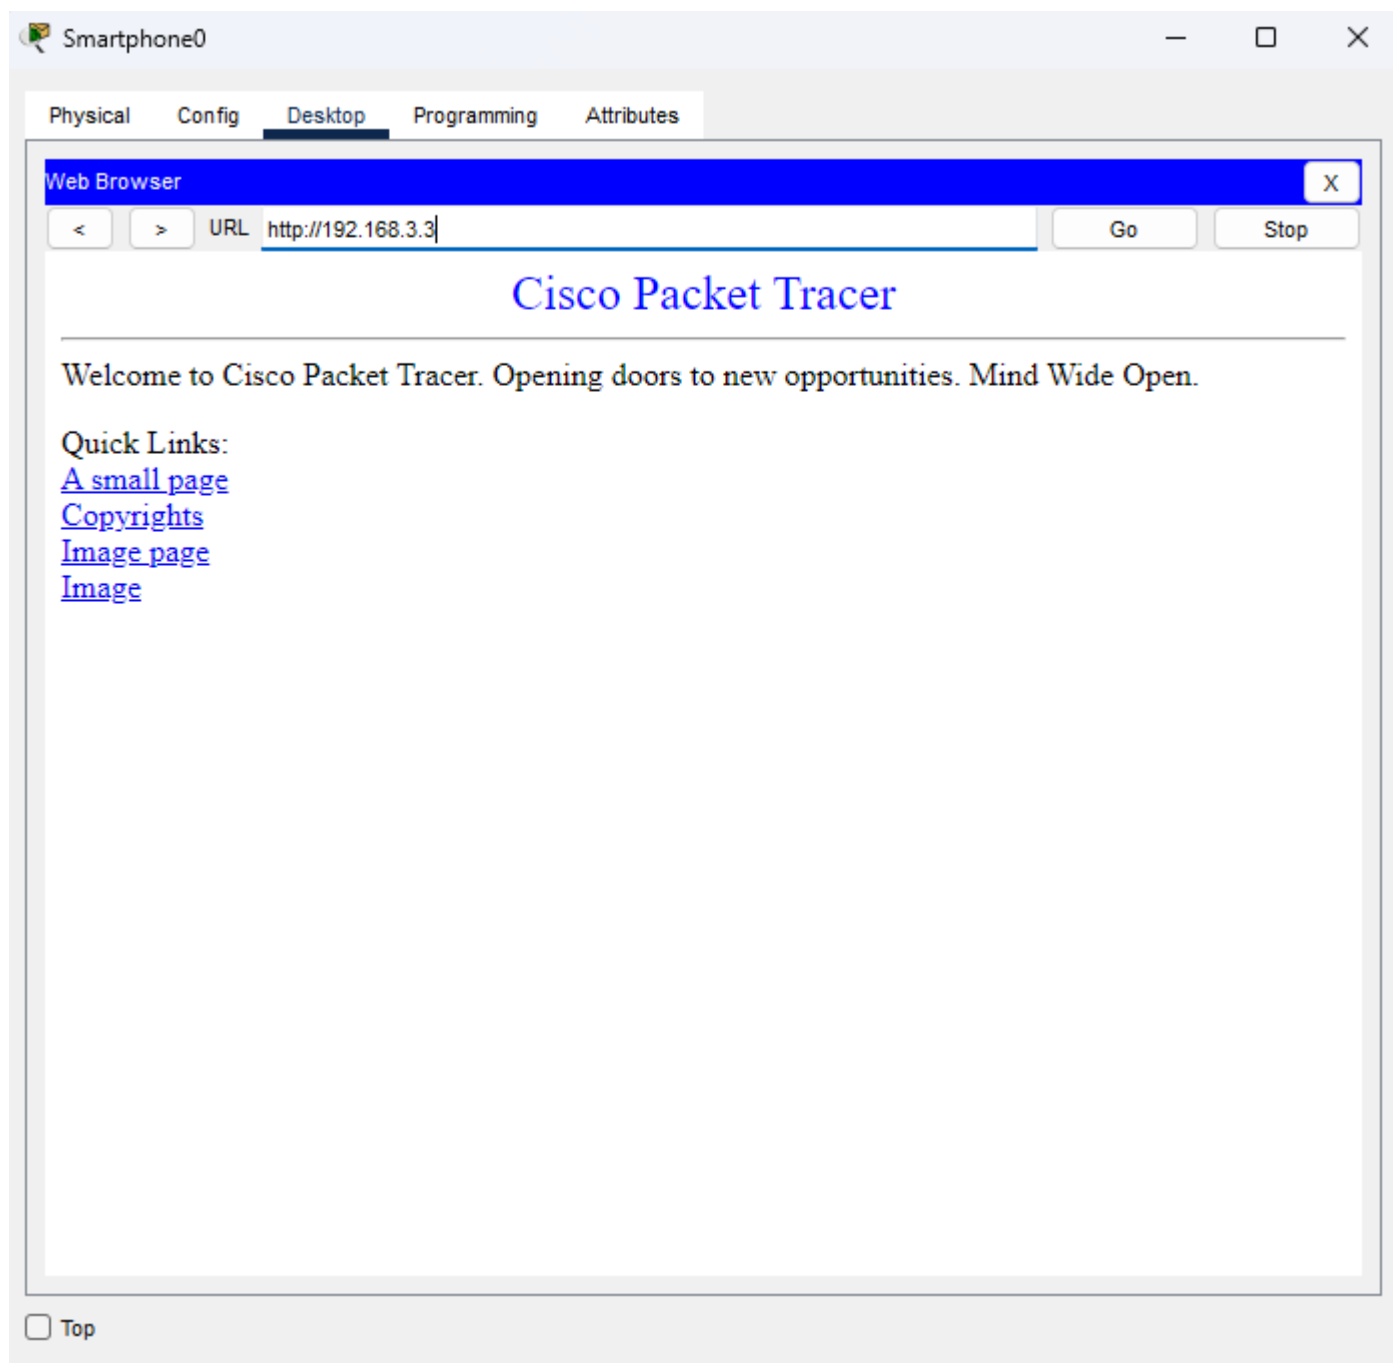 Smartphone0
Physical Config Desktop Programming Attributes
Web Browser X
< > URL http://192.168.3.3 Go Stop
Cisco Packet Tracer
Welcome to Cisco Packet Tracer. Opening doors to new opportunities. Mind Wide Open.
Quick Links:
A small page
Copyrights
Image page
Image
Top